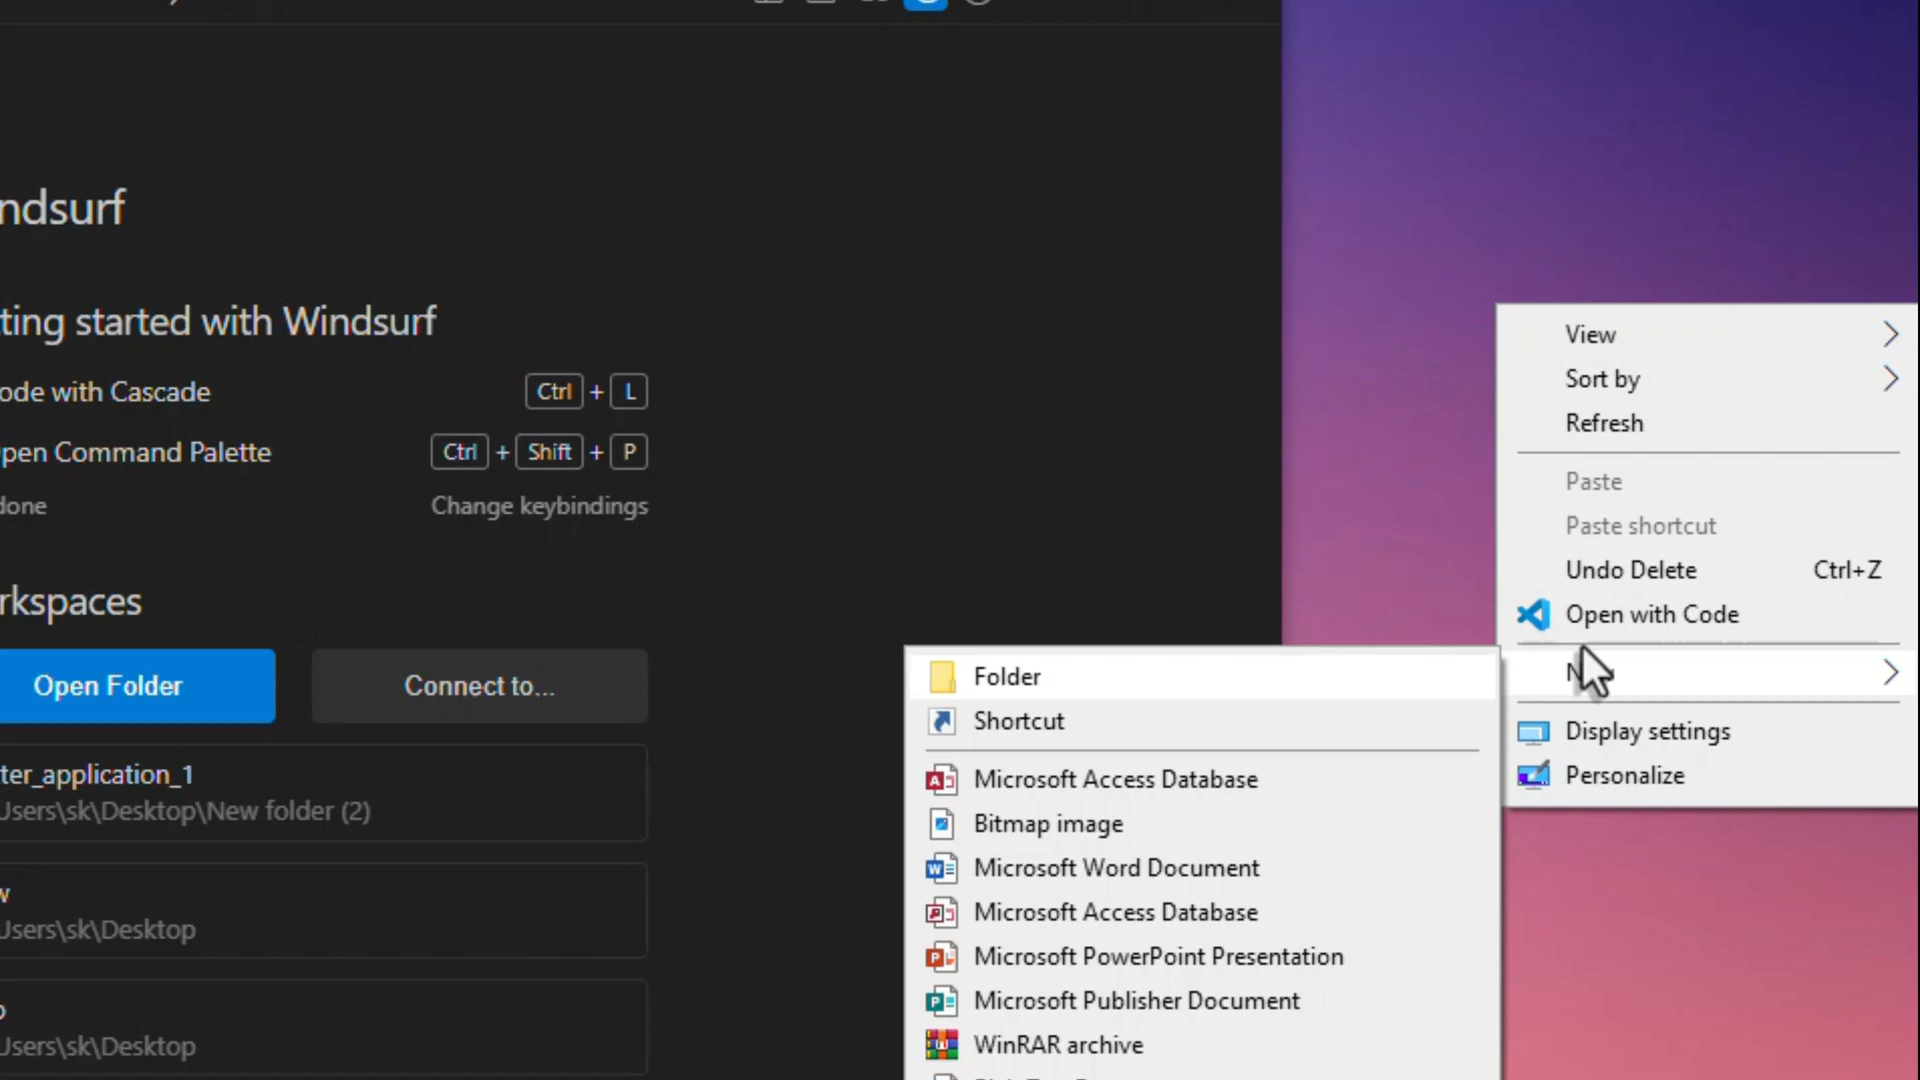 ndsurf
ting started with Windsurf
ode with Cascade Ctrl + L
pen Command Palette Ctrl + Shift + P
done Change keybindings
rkspaces
Open Folder Connect to...
ter_application_1
Users\sk\Desktop\New folder (2)
w
Users\sk\Desktop
Users\sk\Desktop
View
Sort by
Refresh
Paste
Paste shortcut
Undo Delete Ctrl+Z
Open with Code
Display settings
Personalize
Folder
Shortcut
Microsoft Access Database
Bitmap image
Microsoft Word Document
Microsoft Access Database
Microsoft PowerPoint Presentation
Microsoft Publisher Document
WinRAR archive